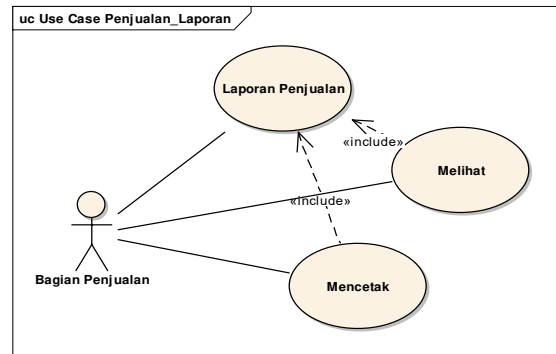 uc Use Case Penjualan_Laporan
Laporan Penjualan
«include»
Melihat
«include»
Bagian Penjualan
Mencetak